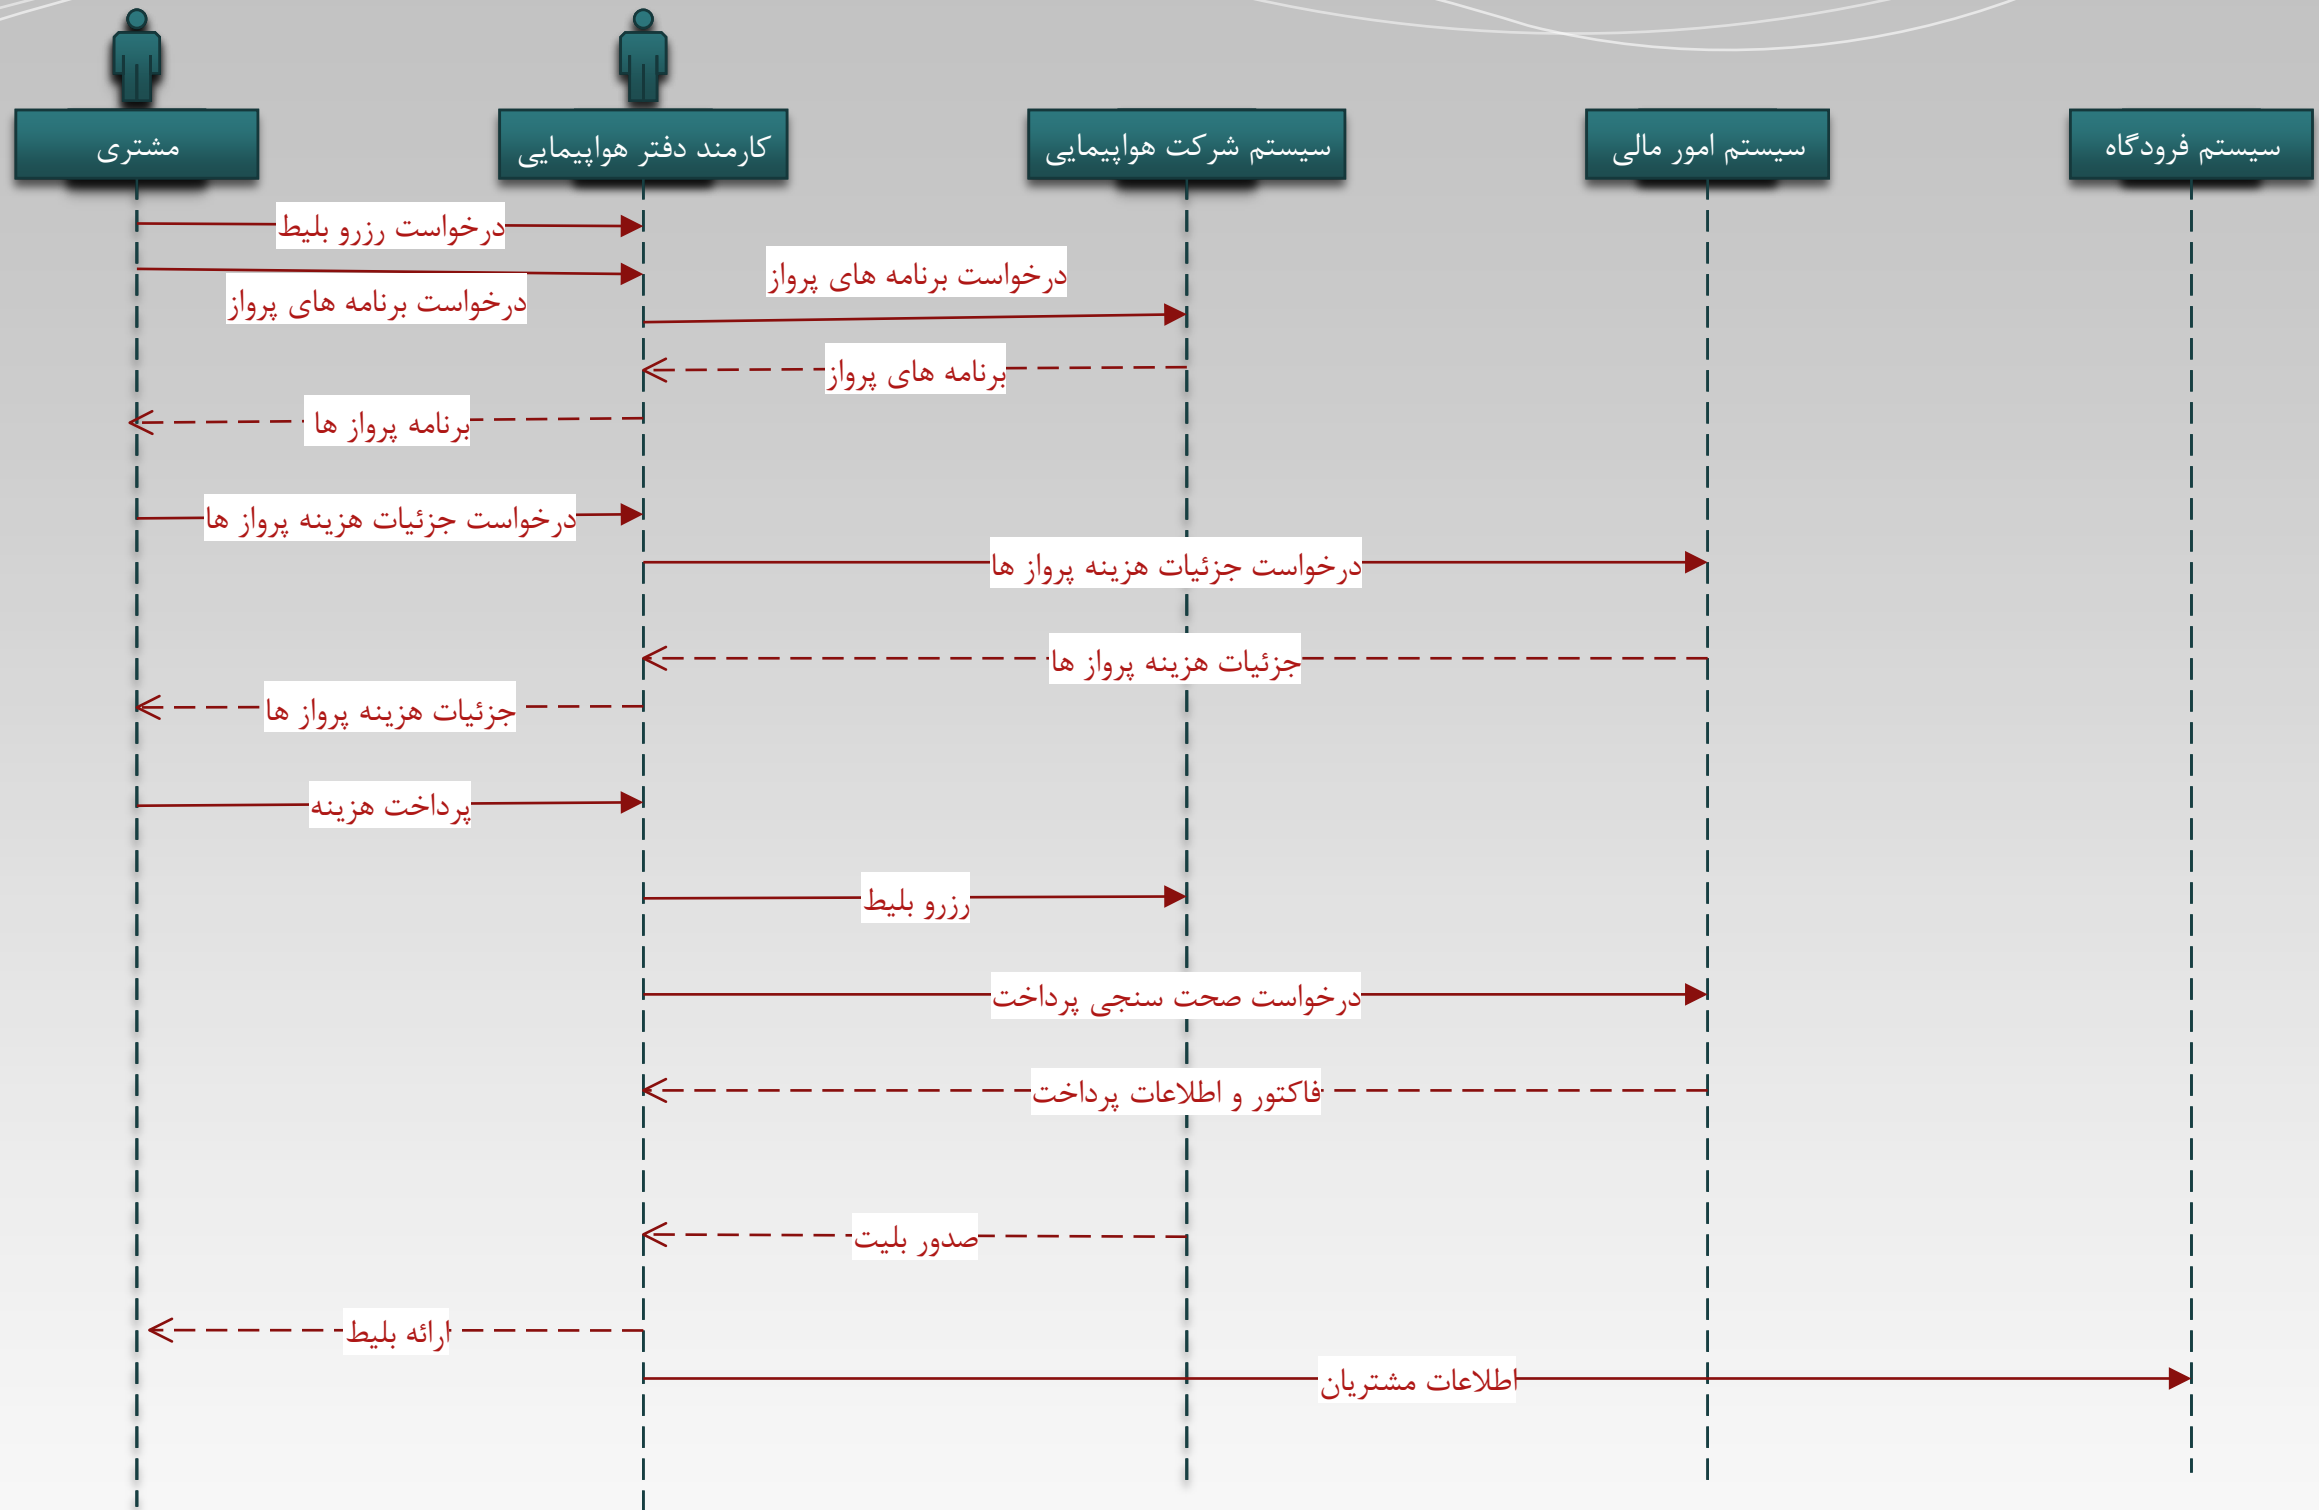 مشتری
کارمند دفتر هواپیمایی
سیستم شرکت هواپیمایی
سیستم امور مالی
سیستم فرودگاه
درخواست رزرو بلیط
درخواست برنامه های پرواز
درخواست برنامه های پرواز
برنامه های پرواز
برنامه پرواز ها
درخواست جزئیات هزینه پرواز ها
درخواست جزئیات هزینه پرواز ها
جزئیات هزینه پرواز ها
جزئیات هزینه پرواز ها
پرداخت هزینه
رزرو بلیط
درخواست صحت سنجی پرداخت
فاکتور و اطلاعات پرداخت
صدور بلیت
ارائه بلیط
اطلاعات مشتریان